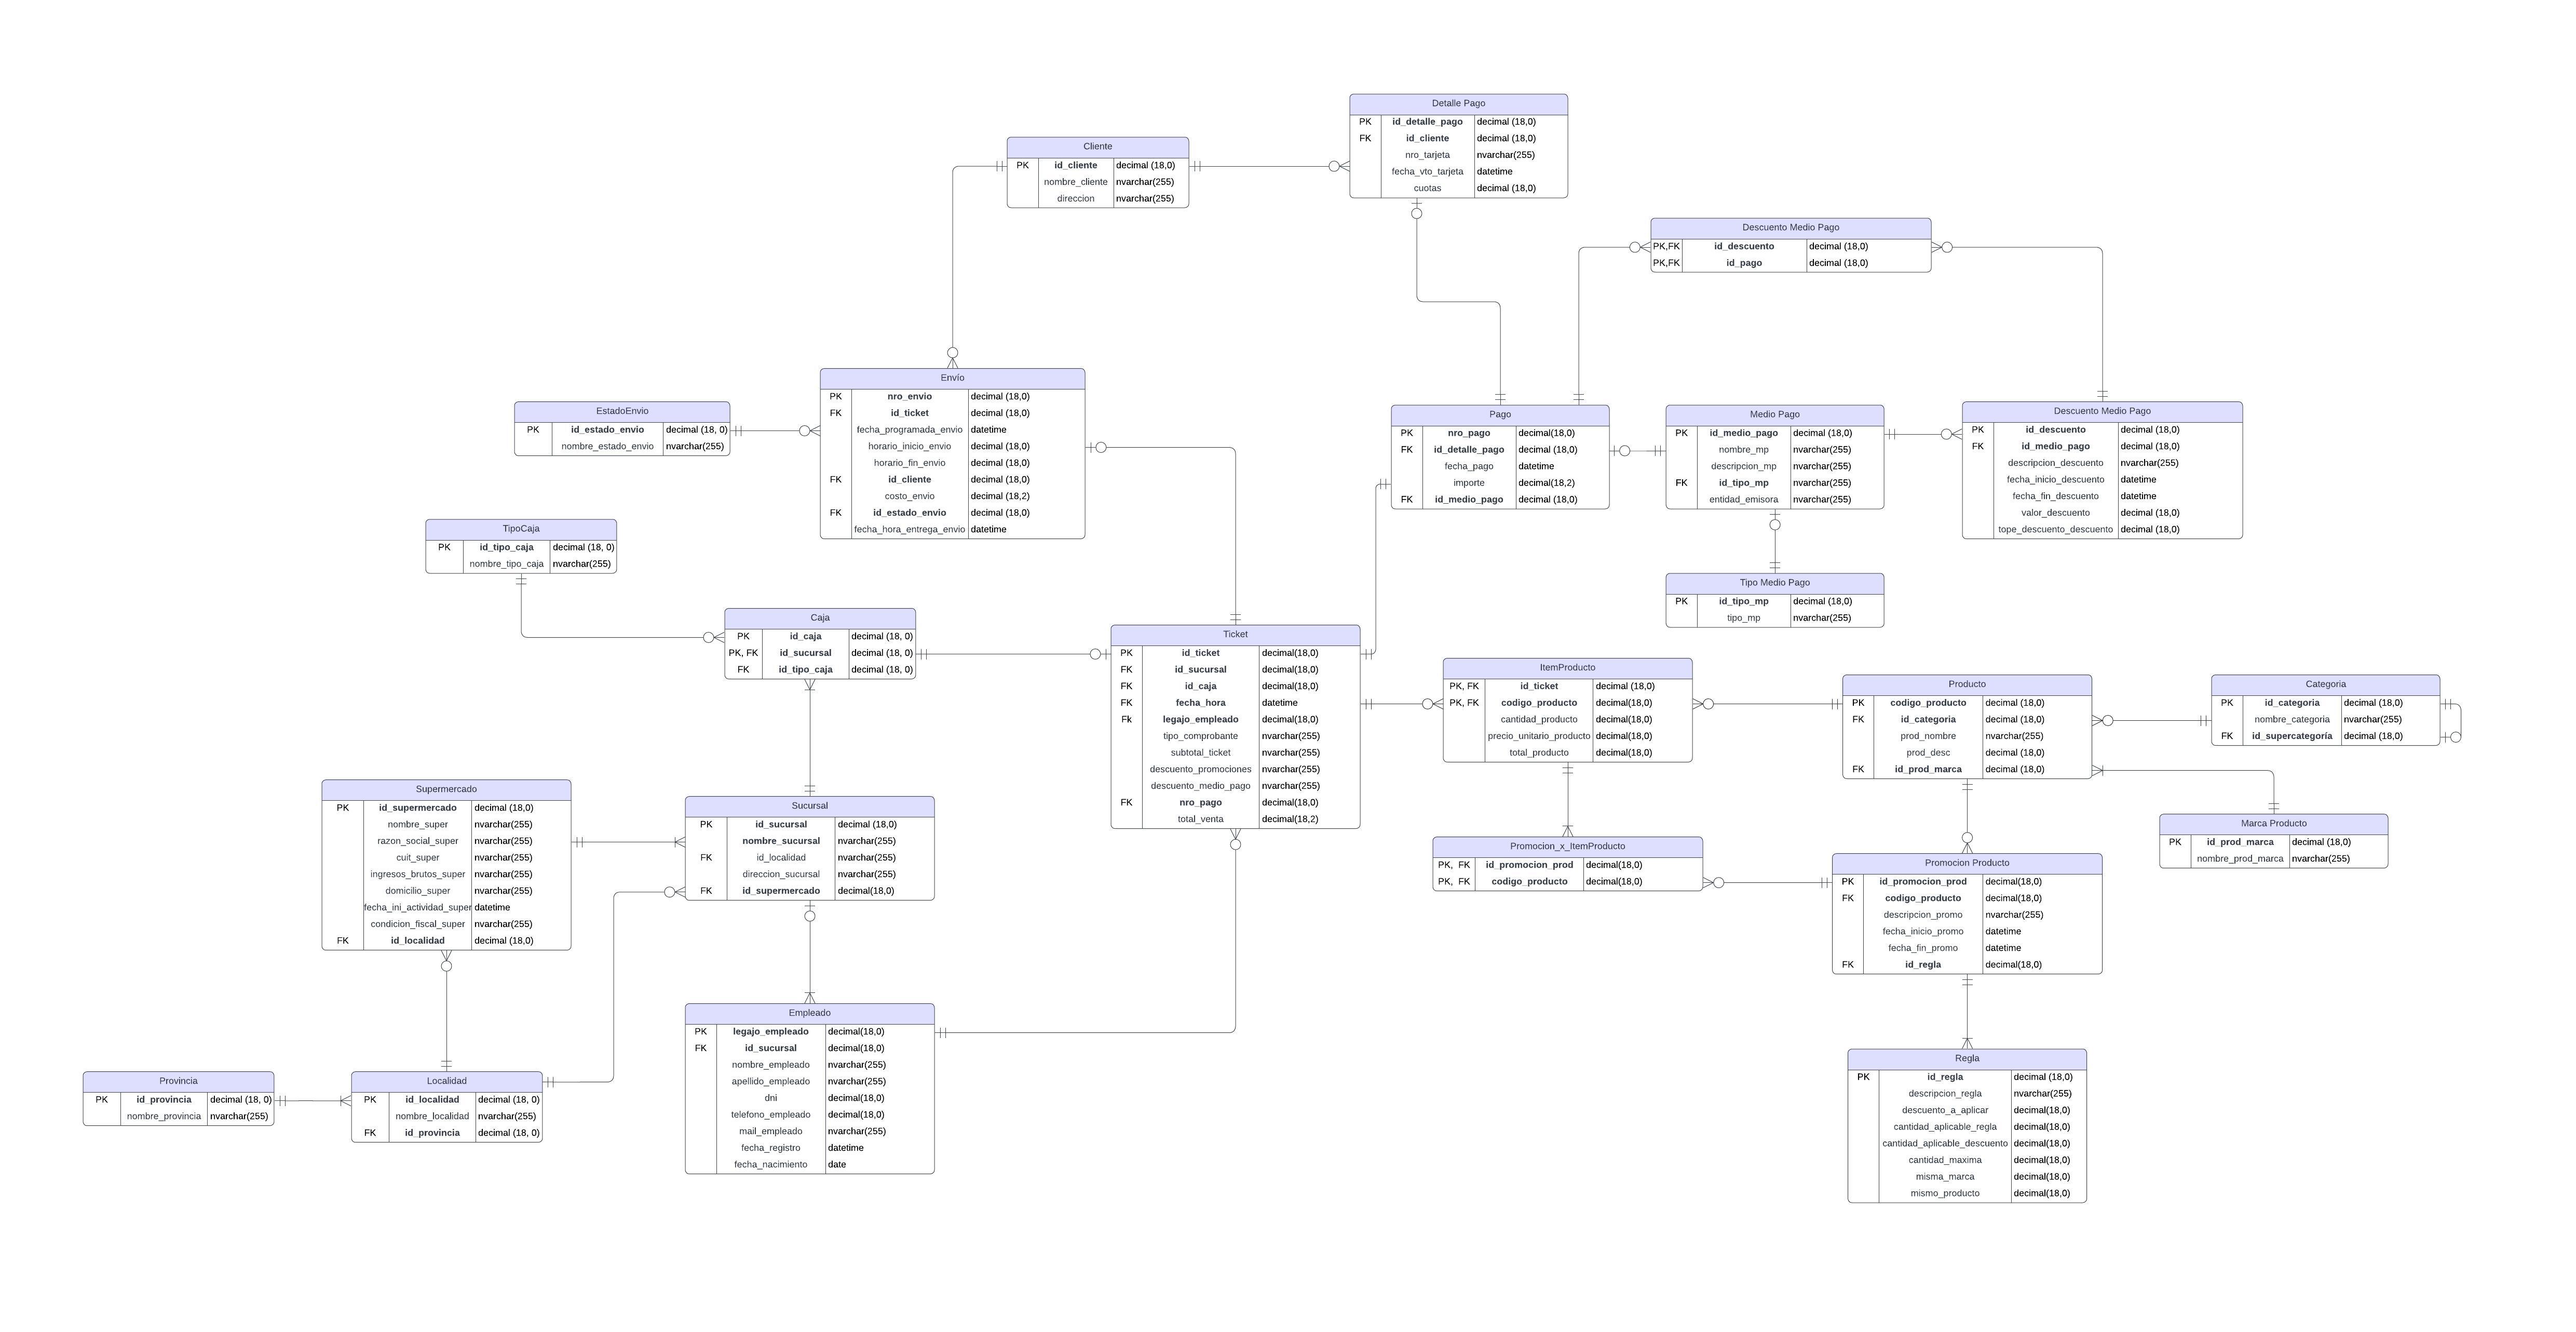 Detalle Pago
PK id_detalle_pago decimal (18,0)
FK id_cliente decimal (18,0)
nro_tarjeta nvarchar(255)
fecha_vto_tarjeta datetime
cuotas decimal (18,0)
Cliente
PK id_cliente decimal (18,0)
nombre_cliente nvarchar(255)
direccion nvarchar(255)
Descuento Medio Pago
PK,FK id_descuento decimal (18,0)
PK,FK id_pago decimal (18,0)
Envío
PK nro_envio decimal (18,0)
FK id_ticket decimal (18,0)
fecha_programada_envio datetime
horario_inicio_envio decimal (18,0)
horario_fin_envio decimal (18,0)
FK id_cliente decimal (18,0)
costo_envio decimal (18,2)
FK id_estado_envio decimal (18,0)
fecha_hora_entrega_envio datetime
EstadoEnvio
PK id_estado_envio decimal (18, 0)
nombre_estado_envio nvarchar(255)
Pago
PK nro_pago decimal(18,0)
FK id_detalle_pago decimal (18,0)
fecha_pago datetime
importe decimal(18,2)
FK id_medio_pago decimal (18,0)
Medio Pago
PK id_medio_pago decimal (18,0)
nombre_mp nvarchar(255)
descripcion_mp nvarchar(255)
FK id_tipo_mp nvarchar(255)
entidad_emisora nvarchar(255)
Descuento Medio Pago
PK id_descuento decimal (18,0)
FK id_medio_pago decimal (18,0)
descripcion_descuento nvarchar(255)
fecha_inicio_descuento datetime
fecha_fin_descuento datetime
valor_descuento decimal (18,0)
tope_descuento_descuento decimal (18,0)
TipoCaja
PK id_tipo_caja decimal (18, 0)
nombre_tipo_caja nvarchar(255)
Tipo Medio Pago
PK id_tipo_mp decimal (18,0)
tipo_mp nvarchar(255)
Caja
PK id_caja decimal (18, 0)
PK, FK id_sucursal decimal (18, 0)
FK id_tipo_caja decimal (18, 0)
Ticket
PK id_ticket decimal(18,0)
FK id_sucursal decimal(18,0)
FK id_caja decimal(18,0)
FK fecha_hora datetime
Fk legajo_empleado decimal(18,0)
tipo_comprobante nvarchar(255)
subtotal_ticket nvarchar(255)
descuento_promociones nvarchar(255)
descuento_medio_pago nvarchar(255)
FK nro_pago decimal(18,0)
total_venta decimal(18,2)
ItemProducto
PK, FK id_ticket decimal (18,0)
PK, FK codigo_producto decimal(18,0)
cantidad_producto decimal(18,0)
precio_unitario_producto decimal(18,0)
total_producto decimal(18,0)
Producto
PK codigo_producto decimal (18,0)
FK id_categoria decimal (18,0)
prod_nombre nvarchar(255)
prod_desc decimal (18,0)
FK id_prod_marca decimal (18,0)
Categoria
PK id_categoria decimal (18,0)
nombre_categoria nvarchar(255)
FK id_supercategoría decimal (18,0)
Supermercado
PK id_supermercado decimal (18,0)
nombre_super nvarchar(255)
razon_social_super nvarchar(255)
cuit_super nvarchar(255)
ingresos_brutos_super nvarchar(255)
domicilio_super nvarchar(255)
fecha_ini_actividad_super datetime
condicion_fiscal_super nvarchar(255)
FK id_localidad decimal (18,0)
Sucursal
PK id_sucursal decimal (18,0)
nombre_sucursal nvarchar(255)
FK id_localidad nvarchar(255)
direccion_sucursal nvarchar(255)
FK id_supermercado decimal(18,0)
Marca Producto
PK id_prod_marca decimal (18,0)
nombre_prod_marca nvarchar(255)
Promocion_x_ItemProducto
PK, FK id_promocion_prod decimal(18,0)
PK, FK codigo_producto decimal(18,0)
Promocion Producto
PK id_promocion_prod decimal(18,0)
FK codigo_producto decimal(18,0)
descripcion_promo nvarchar(255)
fecha_inicio_promo datetime
fecha_fin_promo datetime
FK id_regla decimal(18,0)
Empleado
PK legajo_empleado decimal(18,0)
FK id_sucursal decimal(18,0)
nombre_empleado nvarchar(255)
apellido_empleado nvarchar(255)
dni decimal(18,0)
telefono_empleado decimal(18,0)
mail_empleado nvarchar(255)
fecha_registro datetime
fecha_nacimiento date
Provincia
PK id_provincia decimal (18, 0)
nombre_provincia nvarchar(255)
Localidad
PK id_localidad decimal (18, 0)
nombre_localidad nvarchar(255)
FK id_provincia decimal (18, 0)
Regla
PK id_regla decimal (18,0)
descripcion_regla nvarchar(255)
descuento_a_aplicar decimal(18,0)
cantidad_aplicable_regla decimal(18,0)
cantidad_aplicable_descuento decimal(18,0)
cantidad_maxima decimal(18,0)
misma_marca decimal(18,0)
mismo_producto decimal(18,0)